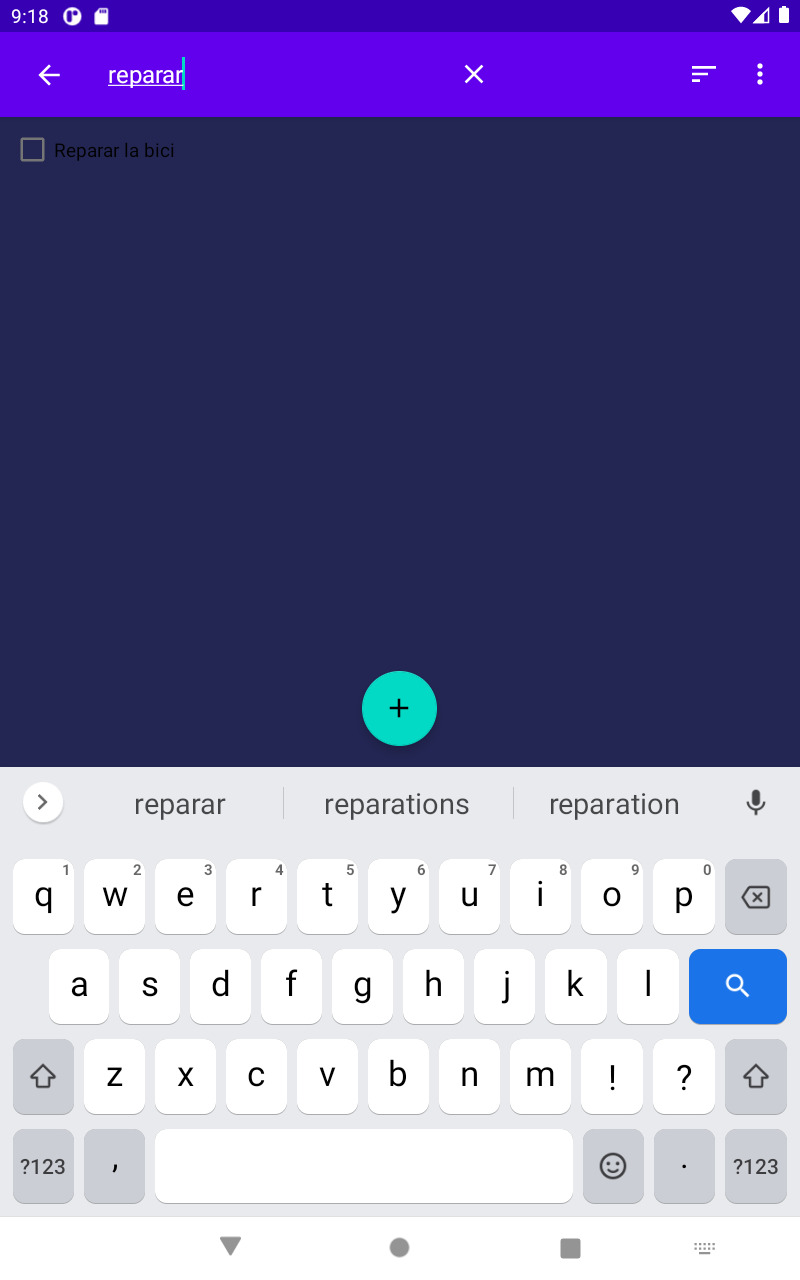 9:18
reparar
Reparar la bici
reparar reparations reparation
q 1 w 2 e 3 r 4 t 5 y 6 u 7 i 8 o 9 p 0
a s d f g h j k l
z x c v b n m ! ?
?123 , . ?123